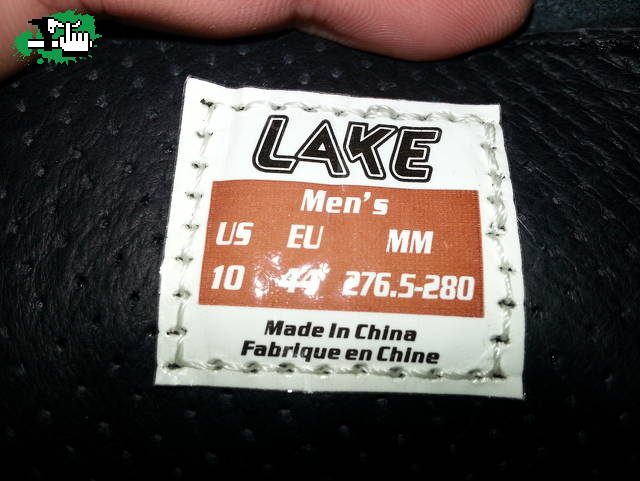 LAKE
Men's
US EU MM
10 44 276.5-280
Made In China
Fabrique en Chine